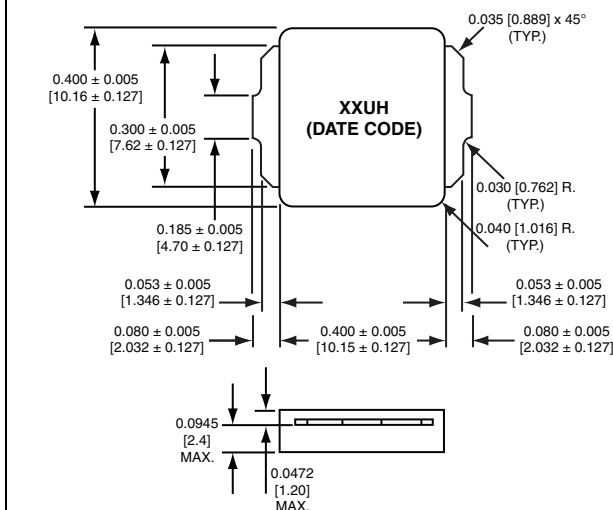 0.035 [0.889] x 45°
(TYP.)
0.400 ± 0.005
[10.16 ± 0.127]
0.300 ± 0.005
[7.62 ± 0.127]
XXUH
(DATE CODE)
0.030 [0.762] R.
(TYP.)
0.185 ± 0.005
[4.70 ± 0.127]
0.040 [1.016] R.
(TYP.)
0.053 ± 0.005
[1.346 ± 0.127]
0.053 ± 0.005
[1.346 ± 0.127]
0.080 ± 0.005
[2.032 ± 0.127]
0.400 ± 0.005
[10.15 ± 0.127]
0.080 ± 0.005
[2.032 ± 0.127]
0.0945
[2.4]
MAX.
0.0472
[1.20]
MAX.